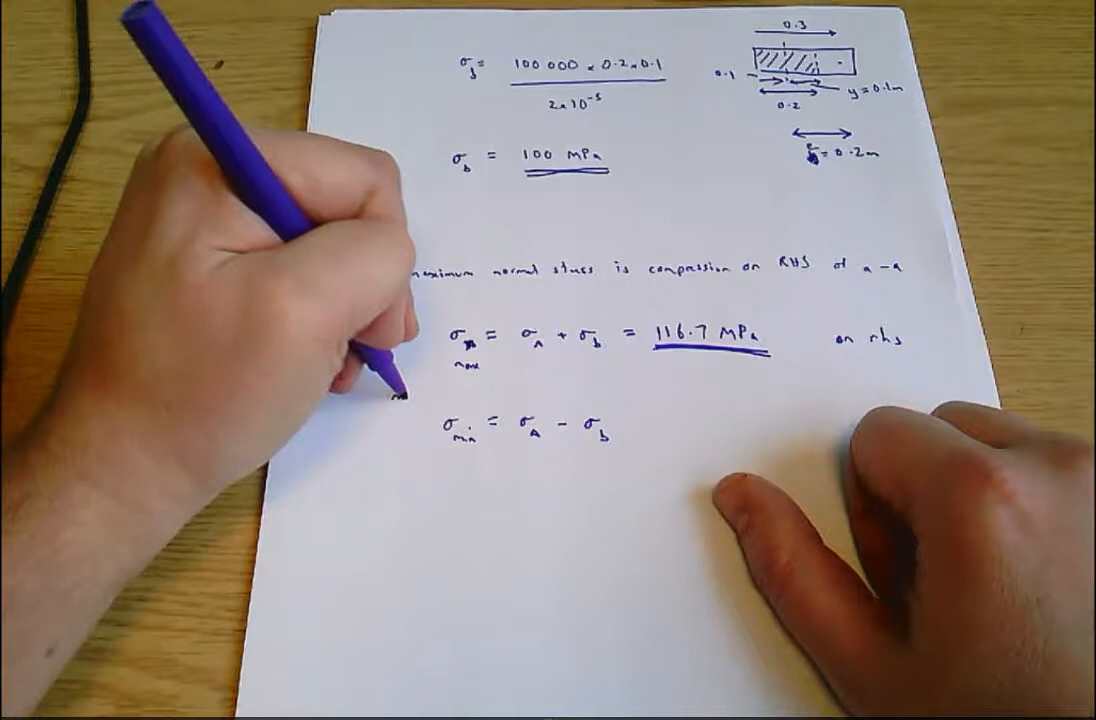 σb = 100 000 × 0.2 × 0.1
2×10⁻⁵
σb = 100 MPa
0.3
0.1
0.2
y = 0.1m
= 0.2m
maximum normal stress is compression on RHS of a-a
σmax = σA + σb = 116.7 MPa on rhs
σmin = σA - σb